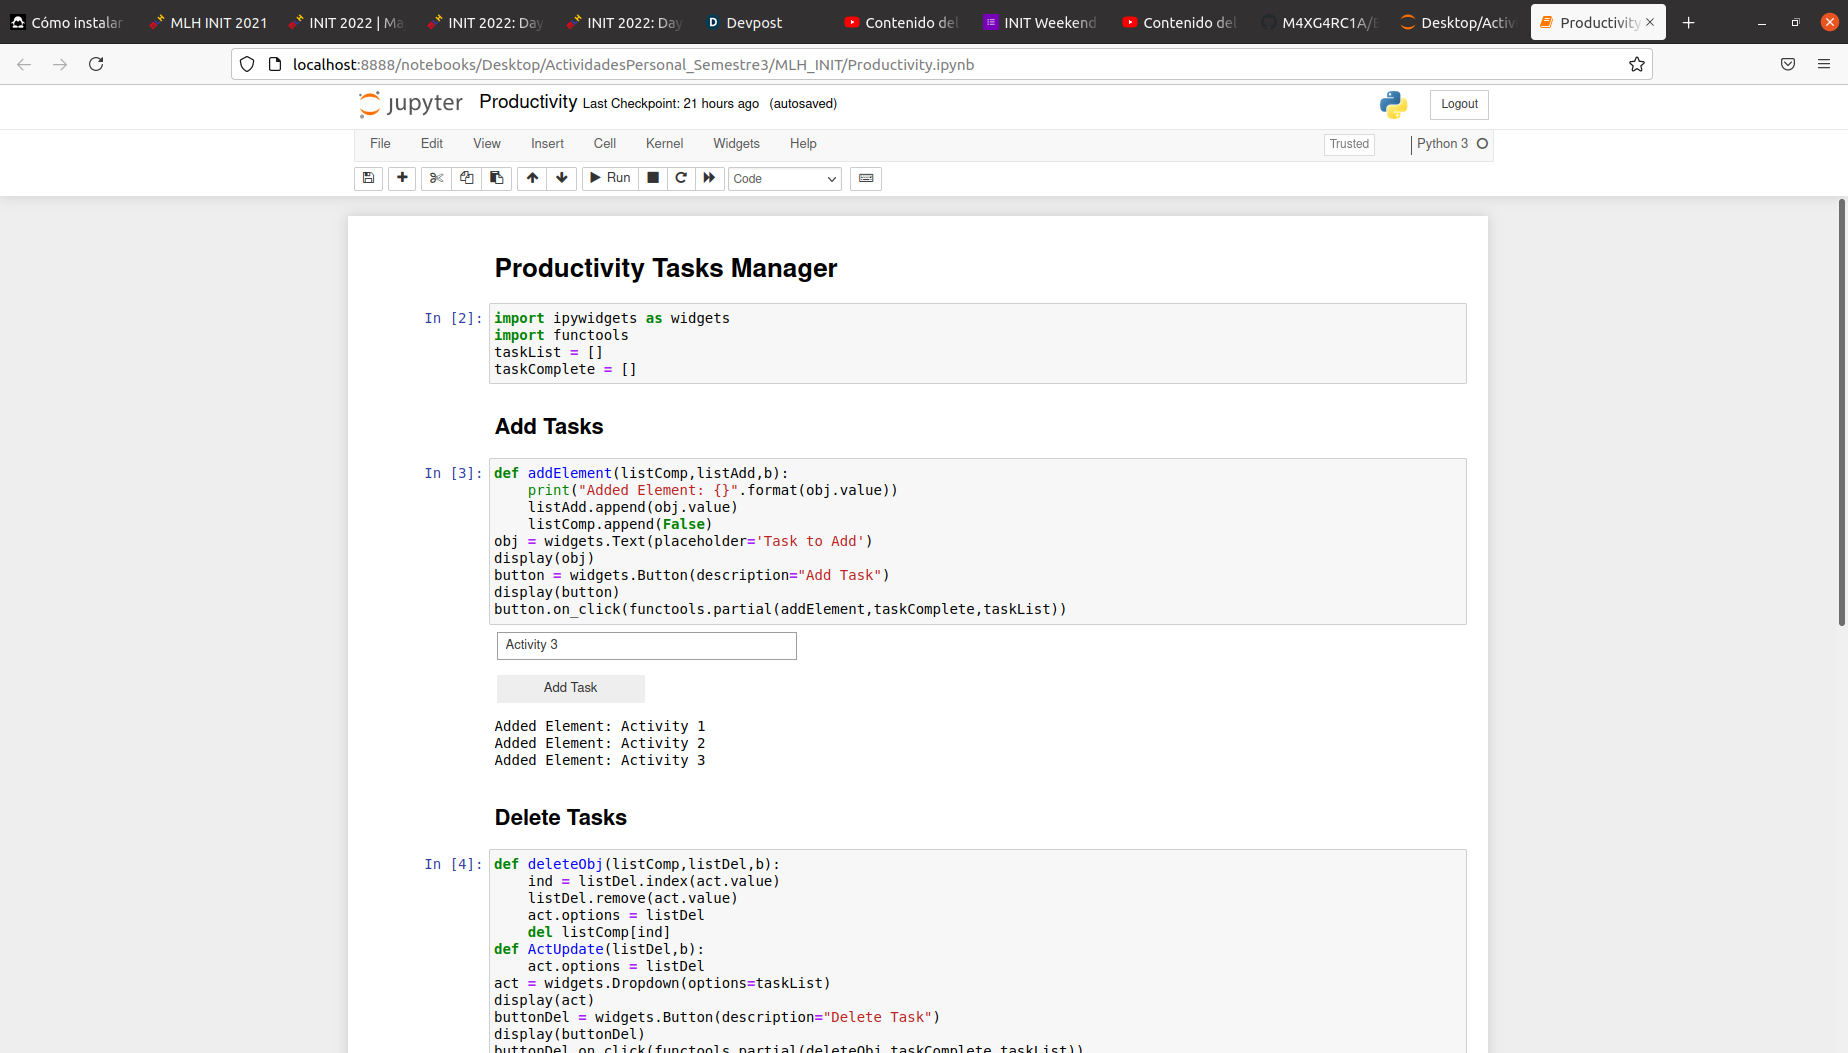 Cómo instalar
MLH INIT 2021
INIT 2022 | Ma
INIT 2022: Day
INIT 2022: Day
Devpost
Contenido del
INIT Weekend
Contenido del
M4XG4RC1A/
Desktop/Activ
Productivity
localhost:8888/notebooks/Desktop/ActividadesPersonal_Semestre3/MLH_INIT/Productivity.ipynb
jupyter Productivity Last Checkpoint: 21 hours ago (autosaved)
Logout
File Edit View Insert Cell Kernel Widgets Help
Trusted
Python 3
Run
Code
Productivity Tasks Manager
In [2]: import ipywidgets as widgets
import functools
taskList = []
taskComplete = []
Add Tasks
In [3]: def addElement(listComp,listAdd,b):
    print("Added Element: {}".format(obj.value))
    listAdd.append(obj.value)
    listComp.append(False)
obj = widgets.Text(placeholder='Task to Add')
display(obj)
button = widgets.Button(description="Add Task")
display(button)
button.on_click(functools.partial(addElement,taskComplete,taskList))
Activity 3
Add Task
Added Element: Activity 1
Added Element: Activity 2
Added Element: Activity 3
Delete Tasks
In [4]: def deleteObj(listComp,listDel,b):
    ind = listDel.index(act.value)
    listDel.remove(act.value)
    act.options = listDel
    del listComp[ind]
def ActUpdate(listDel,b):
    act.options = listDel
act = widgets.Dropdown(options=taskList)
display(act)
buttonDel = widgets.Button(description="Delete Task")
display(buttonDel)
buttonDel.on_click(functools.partial(deleteObj,taskComplete,taskList))